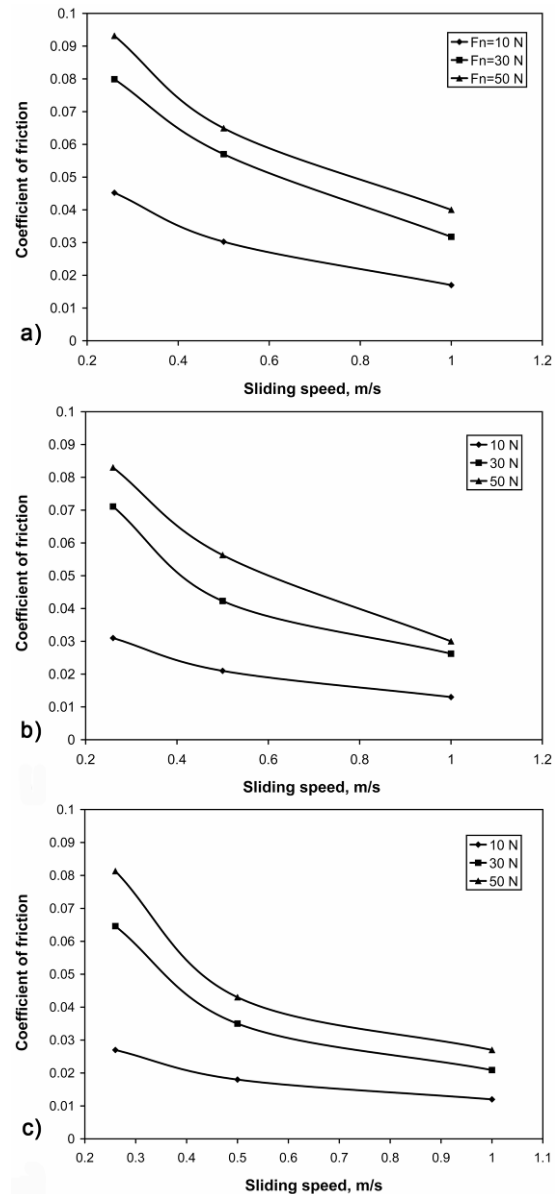 0.1
0.09
0.08
0.07
0.06
0.05
0.04
0.03
0.02
0.01
0
Coefficient of friction
Fn=10 N
Fn=30 N
Fn=50 N
a)
0.2 0.4 0.6 0.8 1 1.2
Sliding speed, m/s
0.1
0.09
0.08
0.07
0.06
0.05
0.04
0.03
0.02
0.01
0
Coefficient of friction
10 N
30 N
50 N
b)
0.2 0.4 0.6 0.8 1 1.2
Sliding speed, m/s
0.1
0.09
0.08
0.07
0.06
0.05
0.04
0.03
0.02
0.01
0
Coefficient of friction
10 N
30 N
50 N
c)
0.2 0.3 0.4 0.5 0.6 0.7 0.8 0.9 1 1.1
Sliding speed, m/s